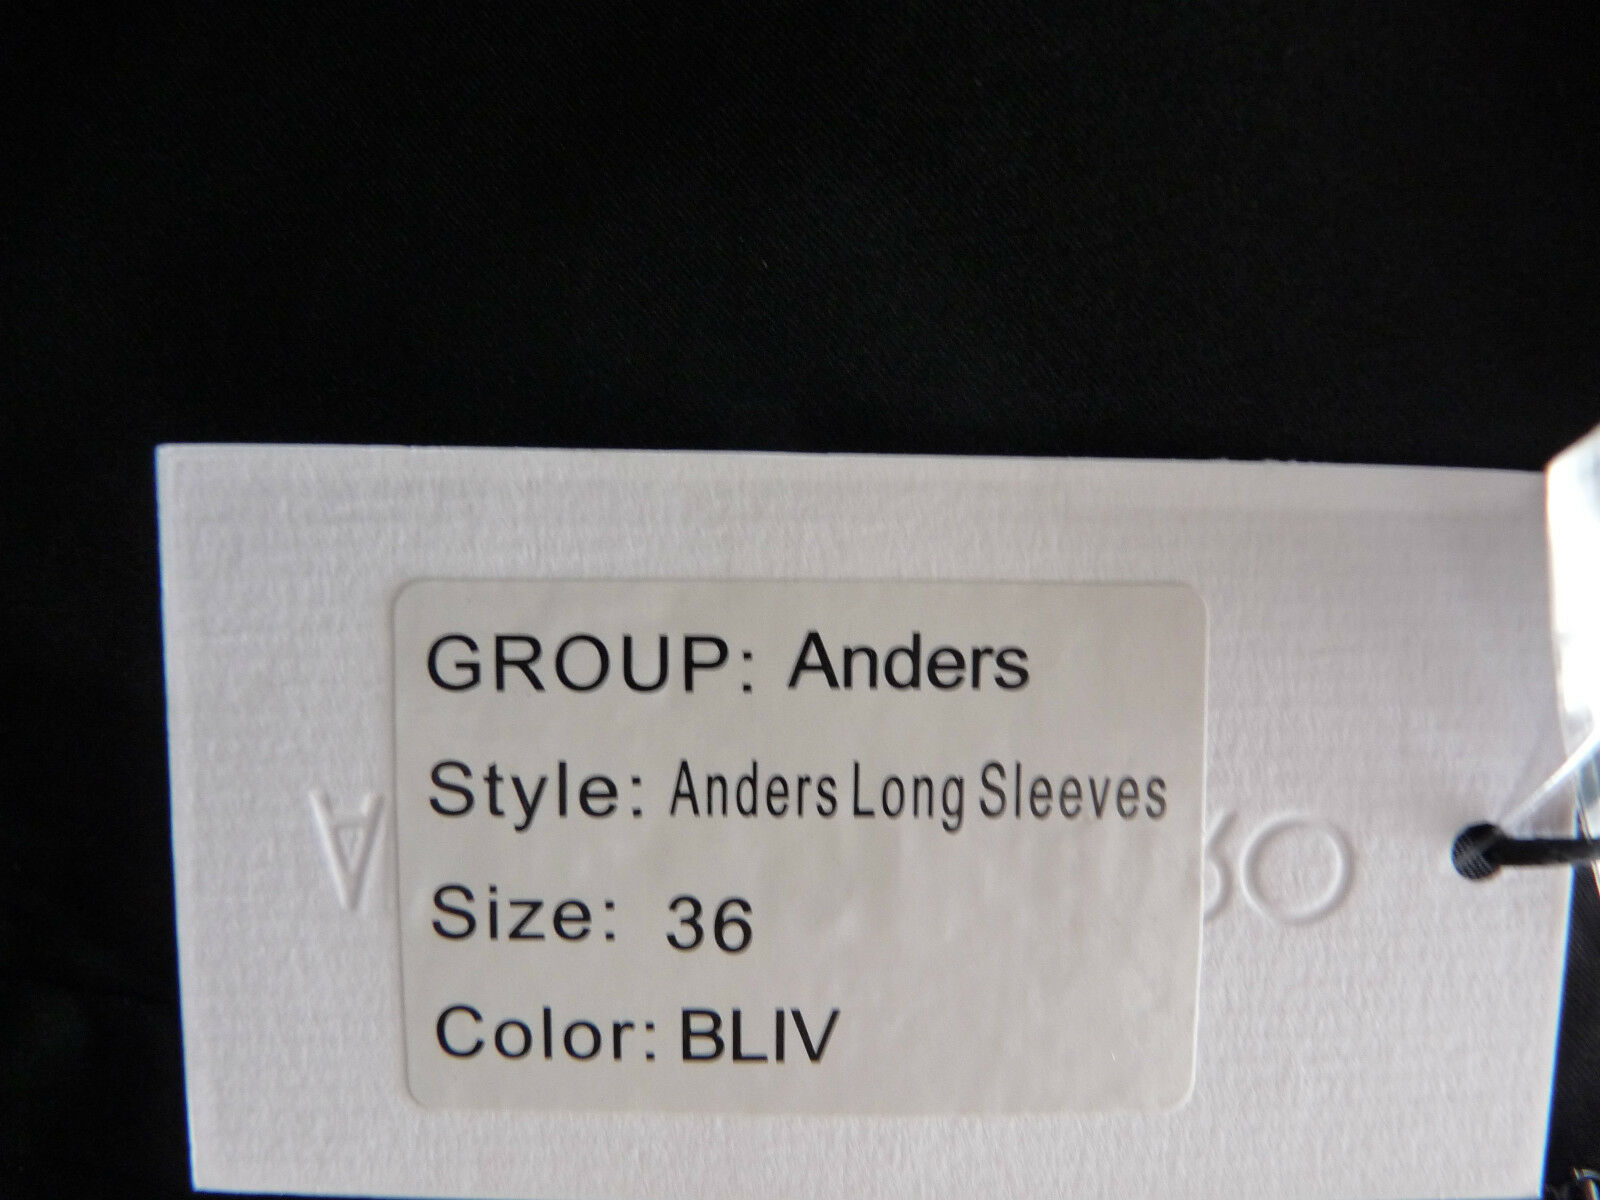 GROUP: Anders
Style: Anders Long Sleeves
Size: 36
Color: BLIV